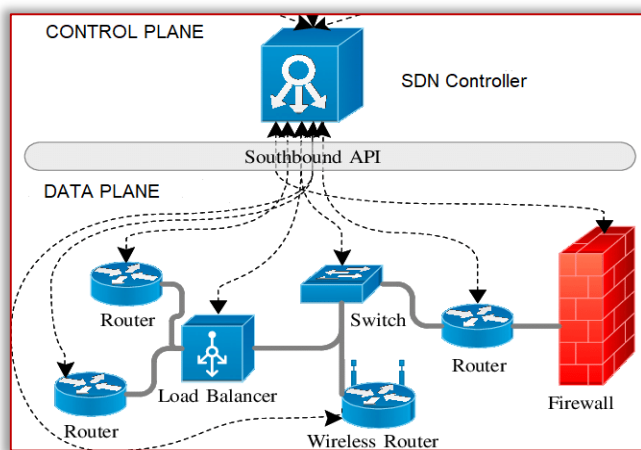 CONTROL PLANE
SDN Controller
Southbound API
DATA PLANE
Router
Switch
Router
Load Balancer
Firewall
Router
Wireless Router